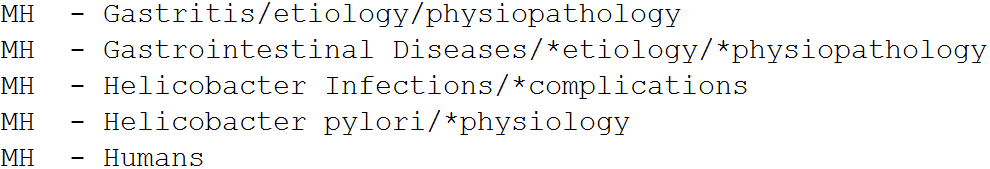 MH  - Gastritis/etiology/physiopathology
MH  - Gastrointestinal Diseases/*etiology/*physiopathology
MH  - Helicobacter Infections/*complications
MH  - Helicobacter pylori/*physiology
MH  - Humans